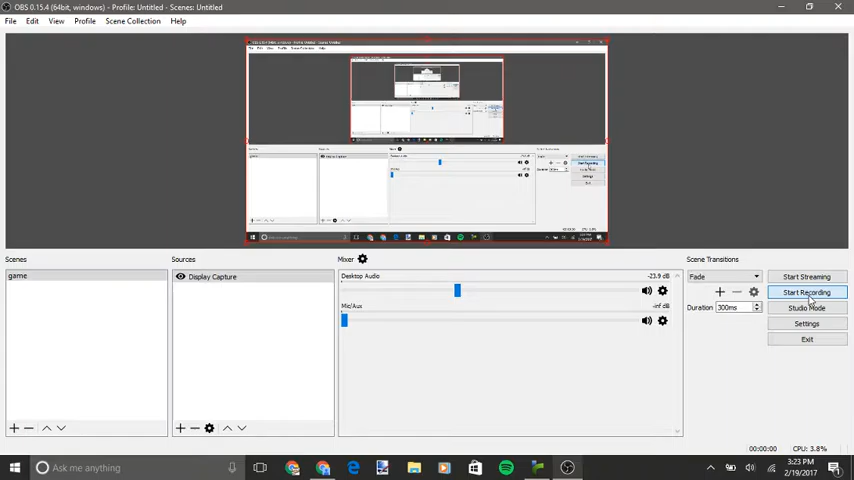 OBS 0.15.4 (64bit, windows) - Profile: Untitled - Scenes: Untitled
File Edit View Profile Scene Collection Help
Scenes
game
Sources
Display Capture
Mixer
Desktop Audio -23.9 dB
Mic/Aux -inf dB
Scene Transitions
Fade
Duration 300ms
Start Streaming
Start Recording
Studio Mode
Settings
Exit
00:00:00 CPU: 3.8%
Ask me anything
3:23 PM
2/19/2017